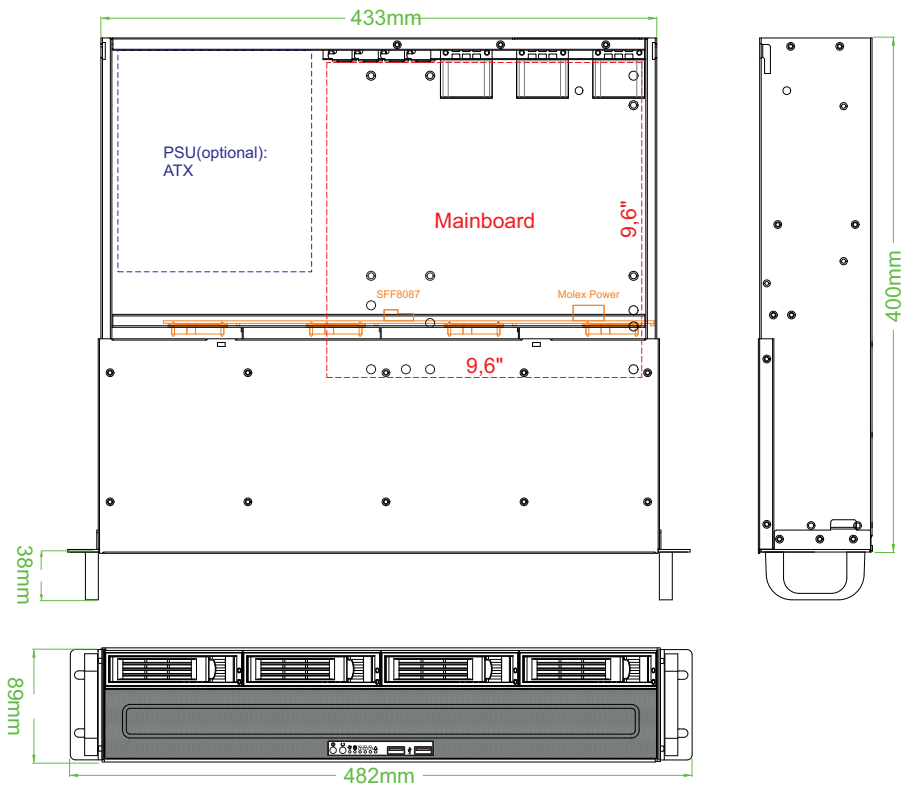 433mm
PSU(optional):
ATX
Mainboard
9,6"
SFF8087
Molex Power
400mm
9,6"
38mm
89mm
482mm